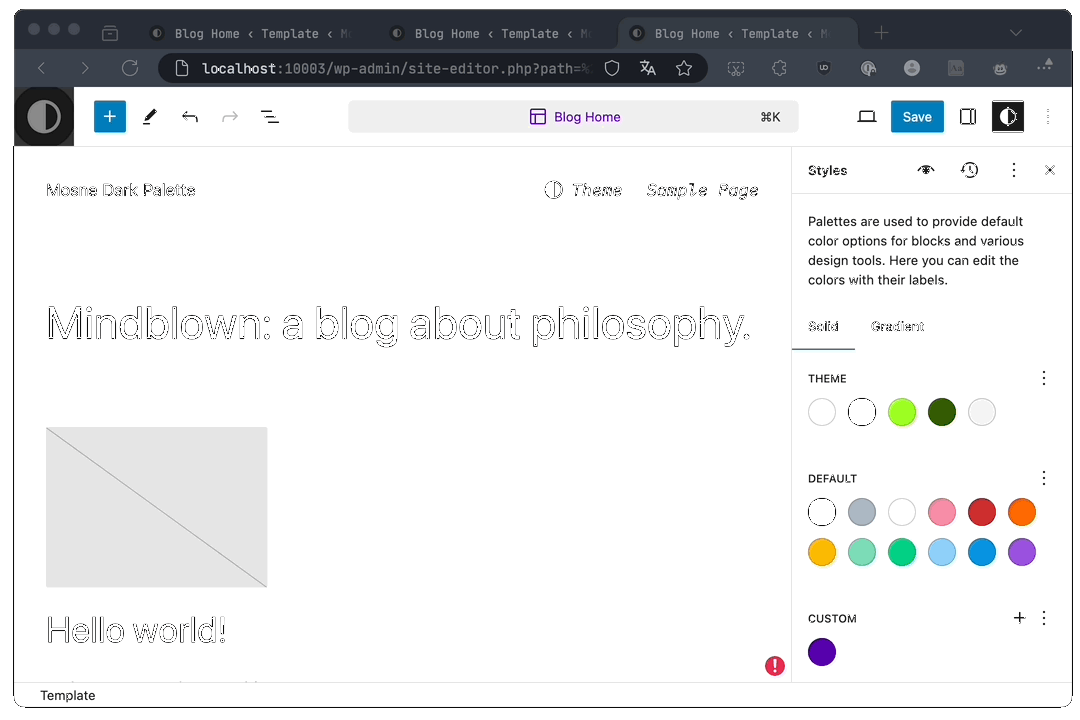 Blog Home ‹ Template ‹ M
Blog Home ‹ Template ‹ M
Blog Home ‹ Template ‹ M
localhost:10003/wp-admin/site-editor.php?path=%
UD
Aa
Blog Home
⌘K
Save
Mosne Dark Palette
Theme
Sample Page
Styles
Palettes are used to provide default
color options for blocks and various
design tools. Here you can edit the
colors with their labels.
Mindblown: a blog about philosophy.
Solid
Gradient
THEME
DEFAULT
Hello world!
CUSTOM
Template